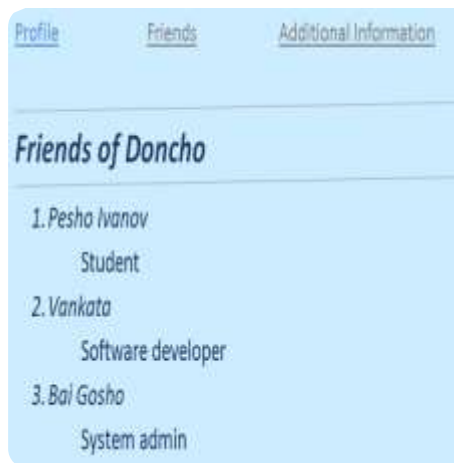 Profile Friends Additional Information
Friends of Doncho
1. Pesho Ivanov
Student
2. Vankata
Software developer
3. Bai Gosho
System admin